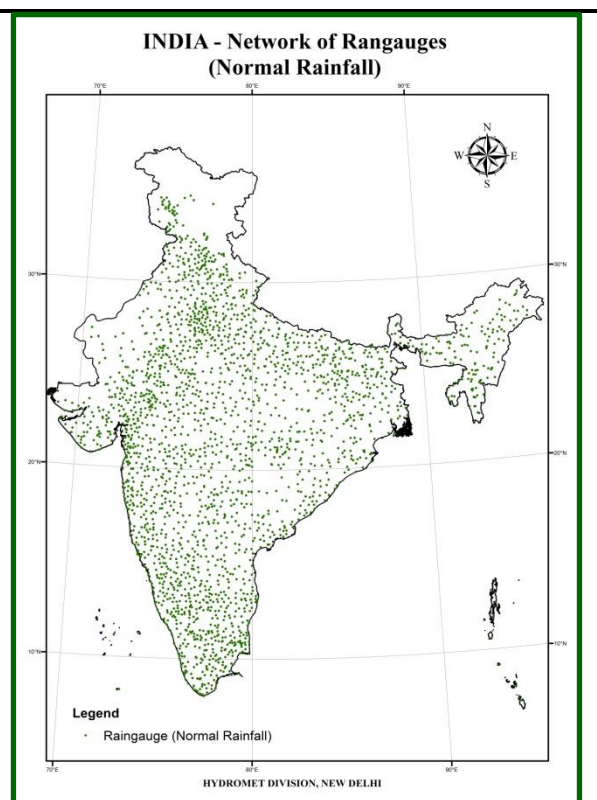 INDIA - Network of Rangauges
(Normal Rainfall)
70°E 80°E 90°E
N
W E
S
30°N 30°N
20°N 20°N
10°N 10°N
Legend
Raingauge (Normal Rainfall)
70°E 80°E 90°E
HYDROMET DIVISION, NEW DELHI